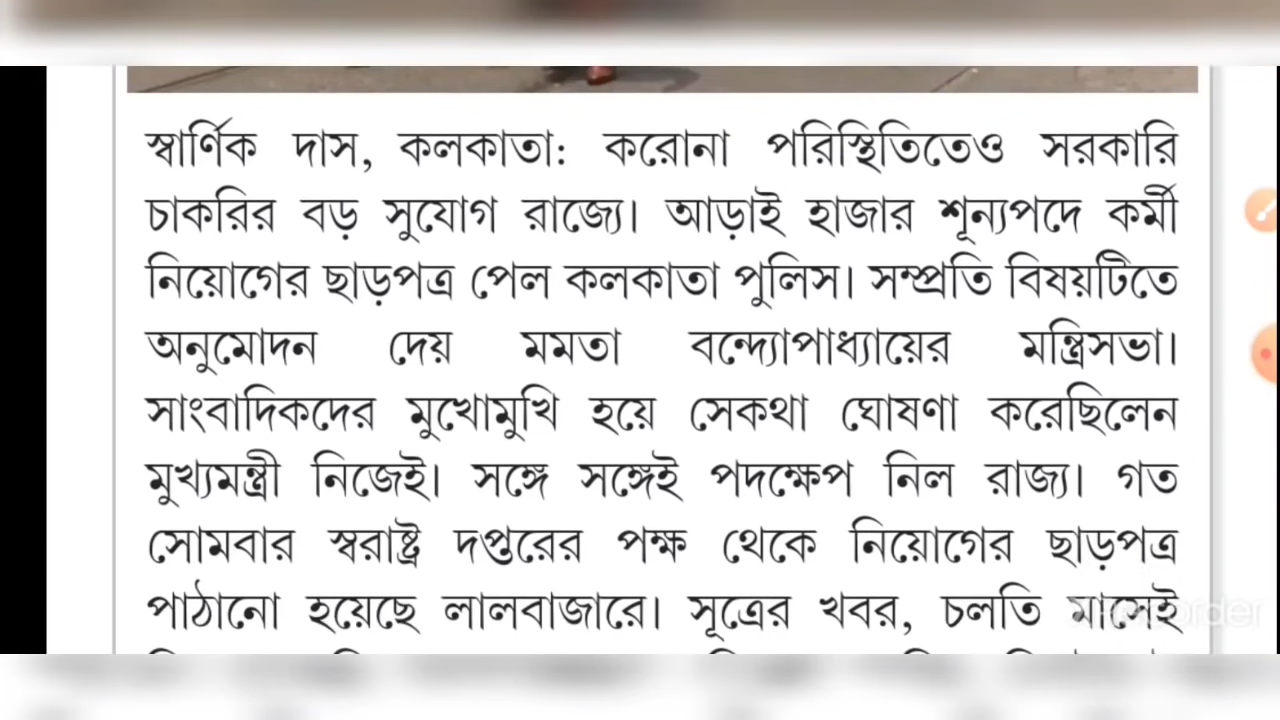 স্বার্ণিক দাস, কলকাতা: করোনা পরিস্থিতিতেও সরকারি
চাকরির বড় সুযোগ রাজ্যে। আড়াই হাজার শূন্যপদে কর্মী
নিয়োগের ছাড়পত্র পেল কলকাতা পুলিস। সম্প্রতি বিষয়টিতে
অনুমোদন দেয় মমতা বন্দ্যোপাধ্যায়ের মন্ত্রিসভা।
সাংবাদিকদের মুখোমুখি হয়ে সেকথা ঘোষণা করেছিলেন
মুখ্যমন্ত্রী নিজেই। সঙ্গে সঙ্গেই পদক্ষেপ নিল রাজ্য। গত
সোমবার স্বরাষ্ট্র দপ্তরের পক্ষ থেকে নিয়োগের ছাড়পত্র
পাঠানো হয়েছে লালবাজারে। সূত্রের খবর, চলতি মাসেই